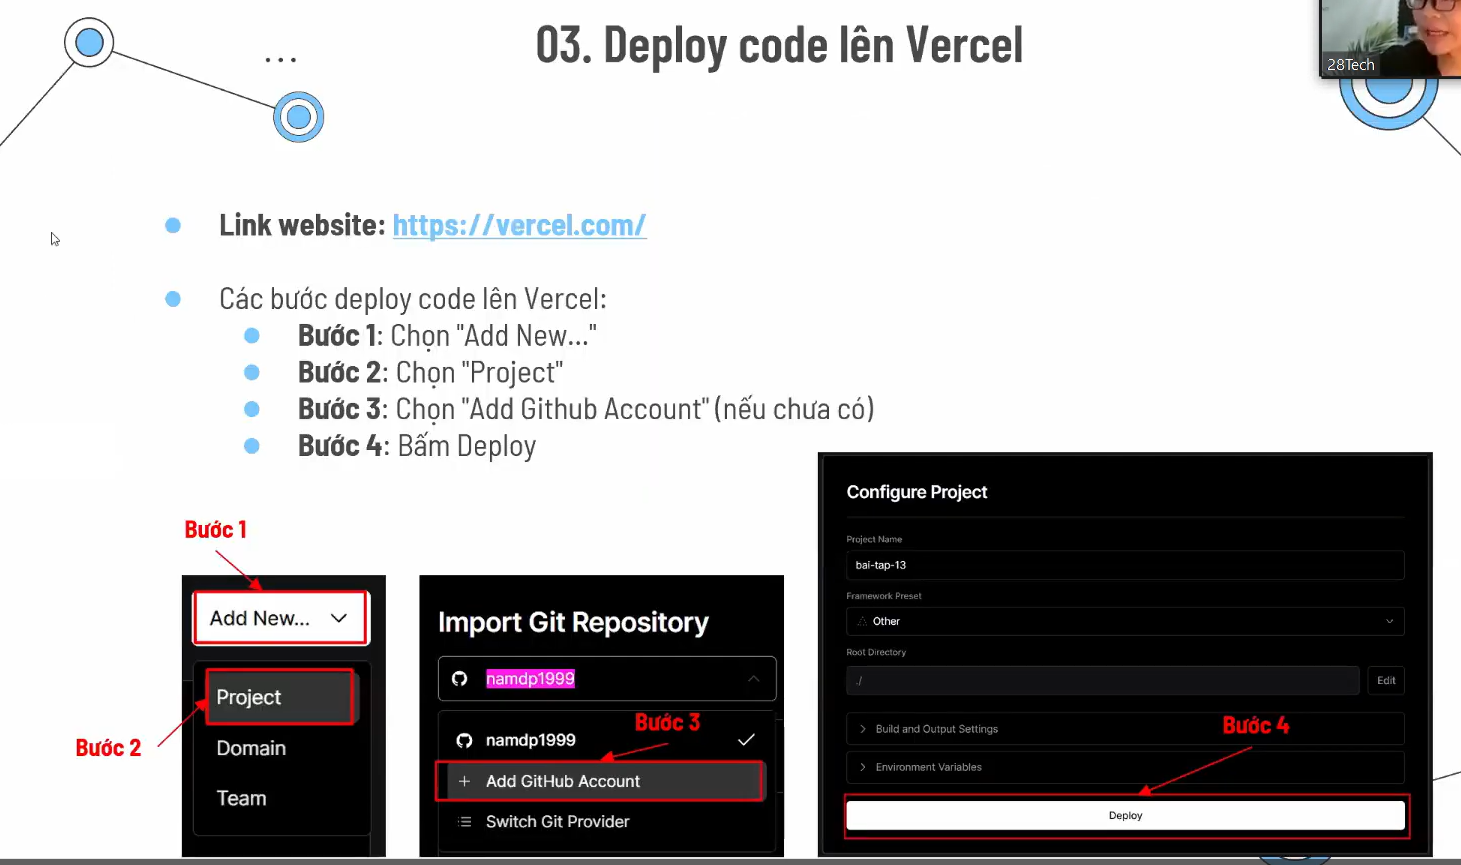 ...
03. Deploy code lên Vercel
28Tech
Link website: https://vercel.com/
Các bước deploy code lên Vercel:
Bước 1: Chọn "Add New..."
Bước 2: Chọn "Project"
Bước 3: Chọn "Add Github Account" (nếu chưa có)
Bước 4: Bấm Deploy
Bước 1
Add New...
Project
Bước 2
Domain
Team
Import Git Repository
namdp1999
Bước 3
namdp1999
Add GitHub Account
Switch Git Provider
Configure Project
Project Name
bai-tap-13
Framework Preset
Other
Root Directory
./
Edit
Build and Output Settings
Bước 4
Environment Variables
Deploy